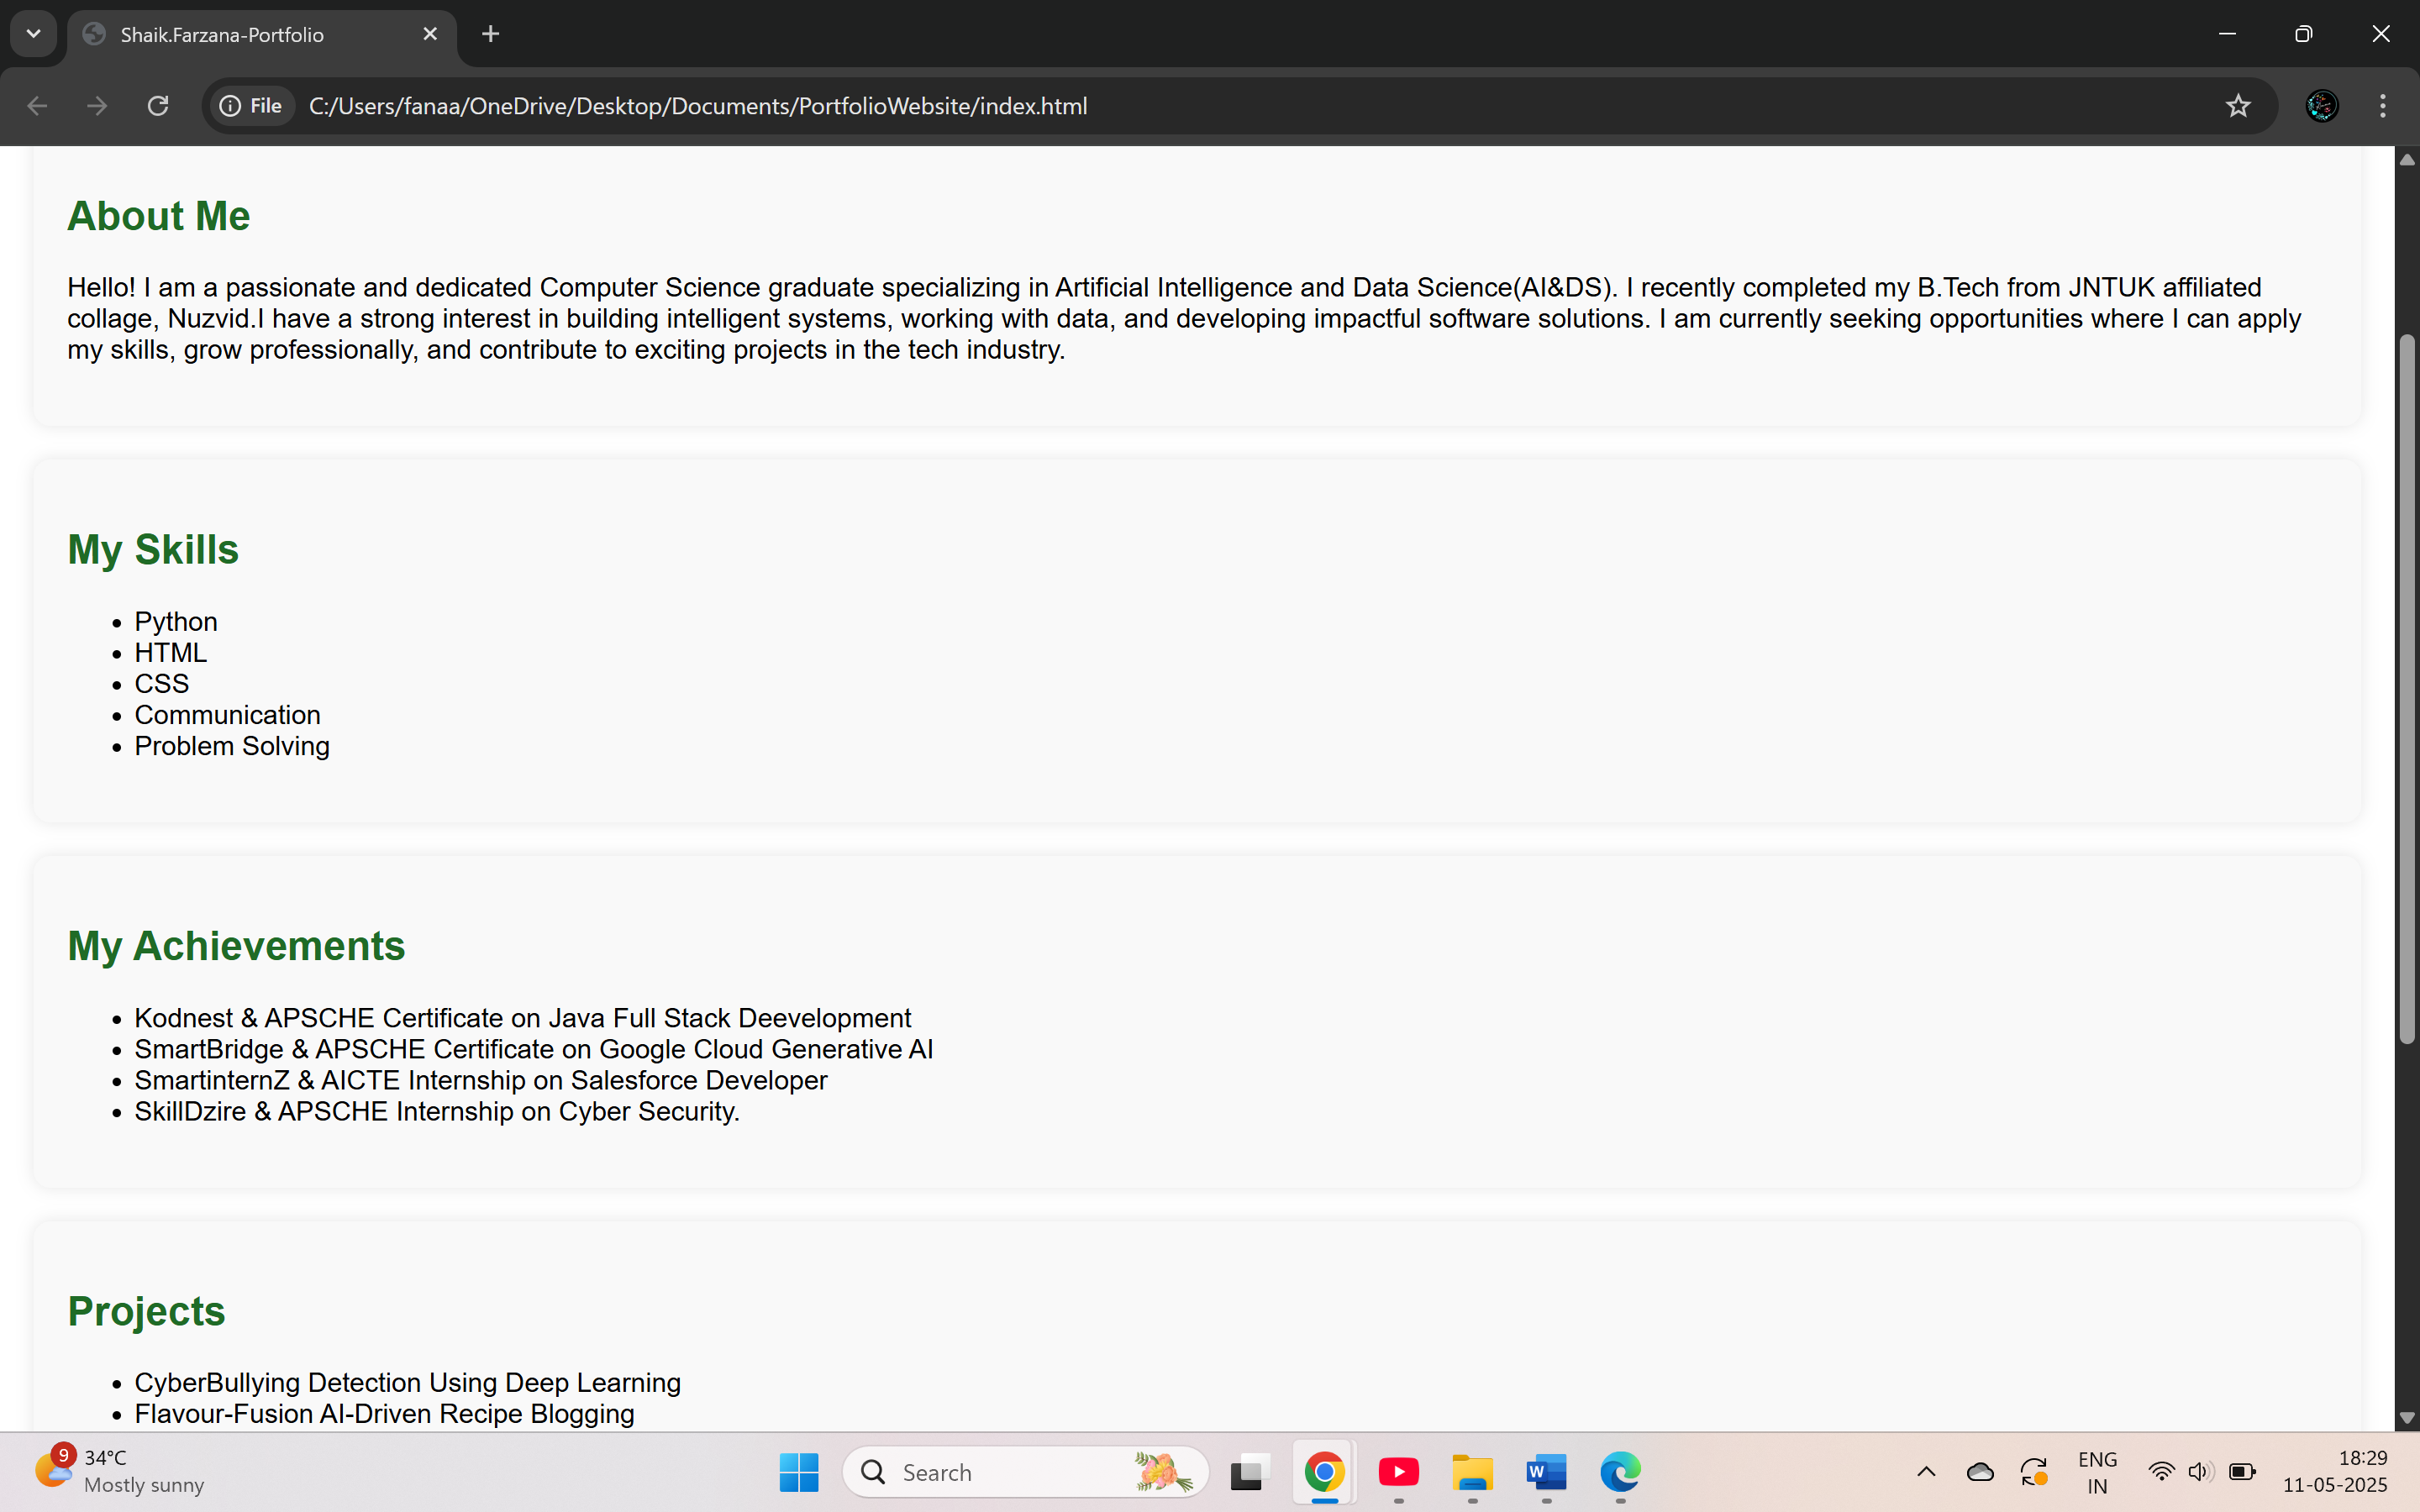 Shaik.Farzana-Portfolio
File C:/Users/fanaa/OneDrive/Desktop/Documents/PortfolioWebsite/index.html
About Me
Hello! I am a passionate and dedicated Computer Science graduate specializing in Artificial Intelligence and Data Science(AI&DS). I recently completed my B.Tech from JNTUK affiliated
collage, Nuzvid.I have a strong interest in building intelligent systems, working with data, and developing impactful software solutions. I am currently seeking opportunities where I can apply
my skills, grow professionally, and contribute to exciting projects in the tech industry.
My Skills
Python
HTML
CSS
Communication
Problem Solving
My Achievements
Kodnest & APSCHE Certificate on Java Full Stack Deevelopment
SmartBridge & APSCHE Certificate on Google Cloud Generative AI
SmartinternZ & AICTE Internship on Salesforce Developer
SkillDzire & APSCHE Internship on Cyber Security.
Projects
CyberBullying Detection Using Deep Learning
Flavour-Fusion AI-Driven Recipe Blogging
9
34°C
Mostly sunny
Search
W
ENG
IN
18:29
11-05-2025